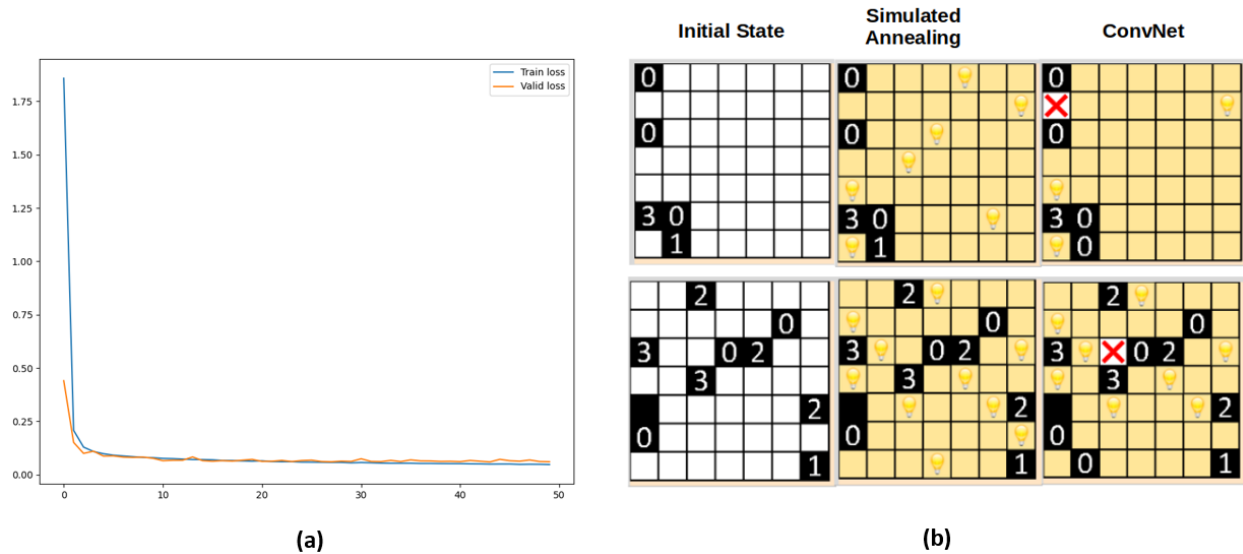 Initial State
Simulated
Annealing
ConvNet
Train loss
Valid loss
1.75
1.50
1.25
1.00
0.75
0.50
0.25
0.00
0 10 20 30 40 50
0 0 0
0 0 0
3 0 3 0 3 0
1 1 0
2 2 2
0 0 0
3 0 2 3 0 2 3 0 2
3 3 3
2 2 2
0 0 0
1 1 0 1
(a)
(b)